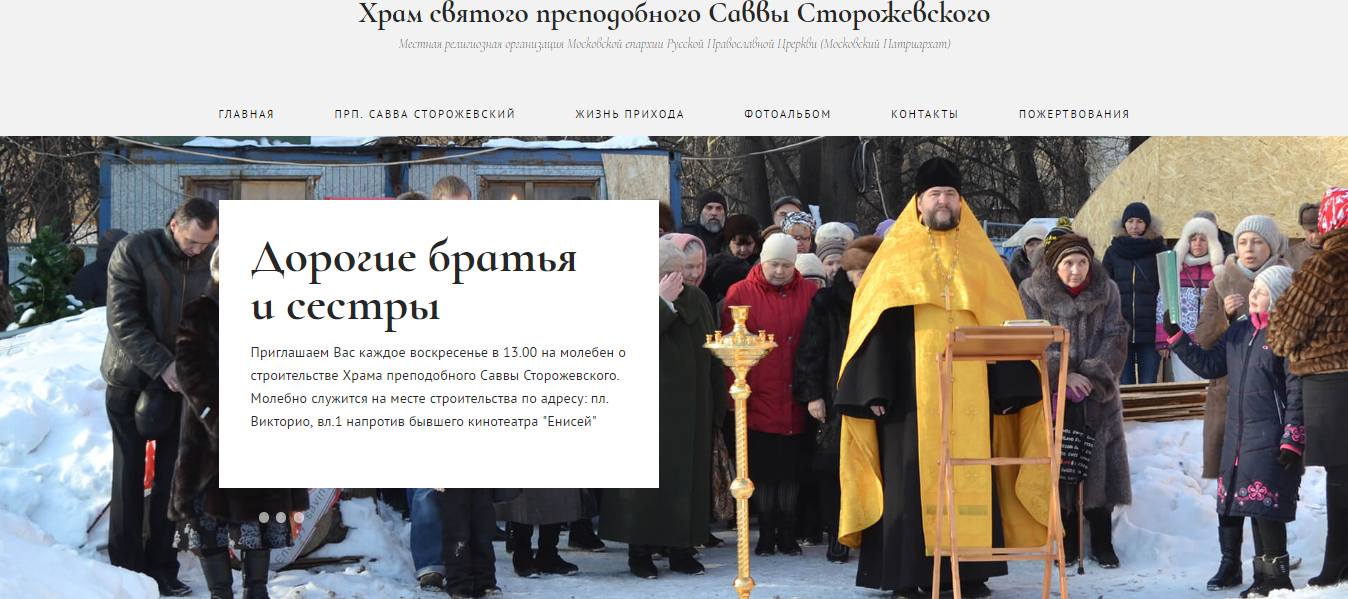 Храм святого преподобного Саввы Сторожевского
Местная религиозная организация Московской епархии Русской Православной Цреркви (Московский Патриархат)
ГЛАВНАЯ ПРП. САВВА СТОРОЖЕВСКИЙ ЖИЗНЬ ПРИХОДА ФОТОАЛЬБОМ КОНТАКТЫ ПОЖЕРТВОВАНИЯ
Дорогие братья
и сестры
Приглашаем Вас каждое воскресенье в 13.00 на молебен о
строительстве Храма преподобного Саввы Сторожевского.
Молебно служится на месте строительства по адресу: пл.
Викторио, вл.1 напротив бывшего кинотеатра "Енисей"